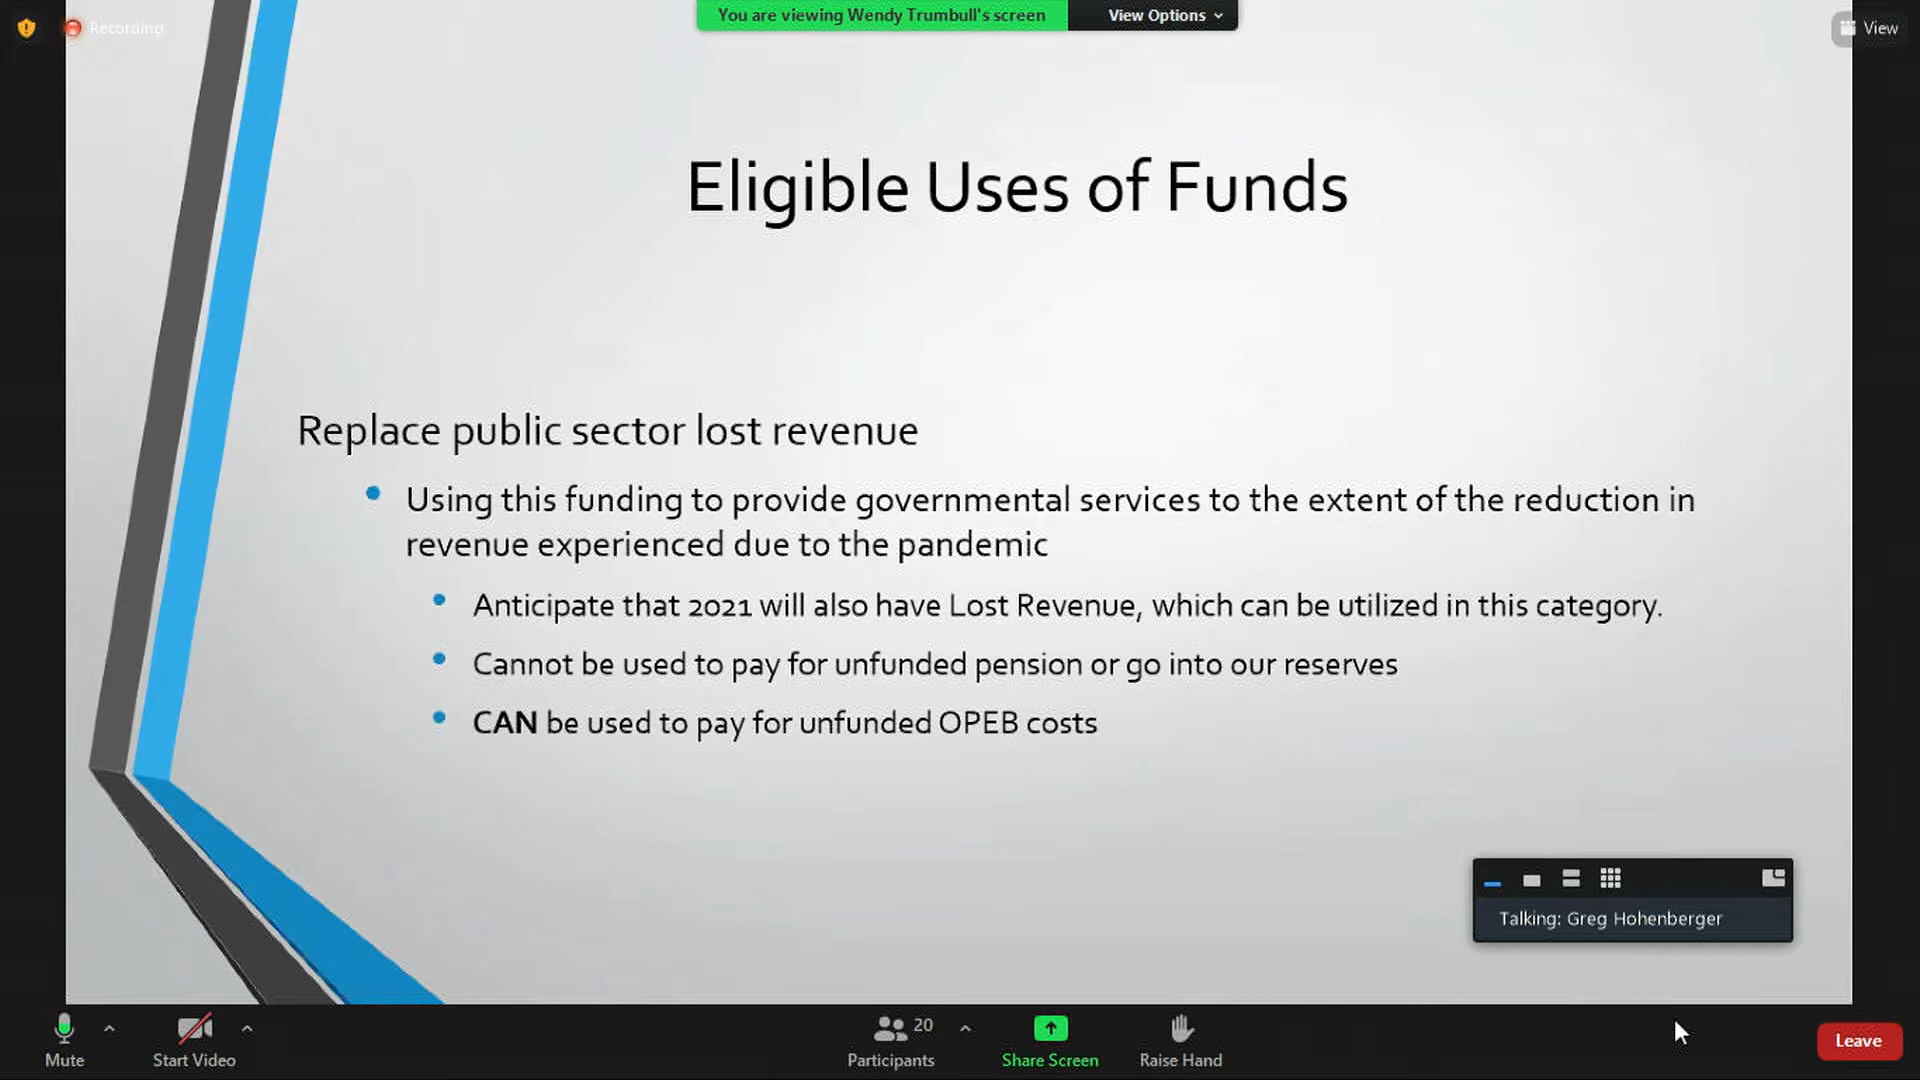 Recording
You are viewing Wendy Trumbull's screen
View Options
View
Eligible Uses of Funds
Replace public sector lost revenue
Using this funding to provide governmental services to the extent of the reduction in
revenue experienced due to the pandemic
Anticipate that 2021 will also have Lost Revenue, which can be utilized in this category.
Cannot be used to pay for unfunded pension or go into our reserves
CAN be used to pay for unfunded OPEB costs
Talking: Greg Hohenberger
Mute
Start Video
20
Participants
Share Screen
Raise Hand
Leave